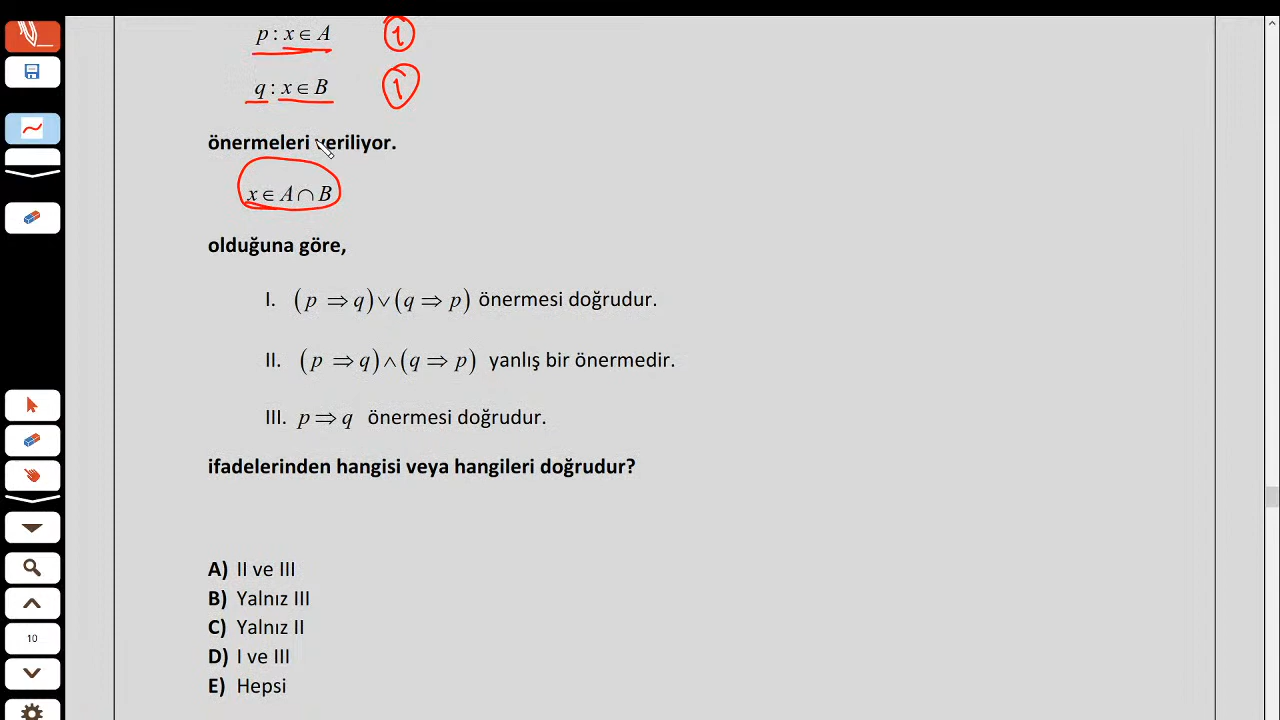 p : x ∈ A 1
q : x ∈ B 1
önermeleri veriliyor.
x ∈ A ∩ B
olduğuna göre,
I. (p ⇒ q) ∨ (q ⇒ p) önermesi doğrudur.
II. (p ⇒ q) ∧ (q ⇒ p) yanlış bir önermedir.
III. p ⇒ q önermesi doğrudur.
ifadelerinden hangisi veya hangileri doğrudur?
A) II ve III
B) Yalnız III
C) Yalnız II
D) I ve III
E) Hepsi
10